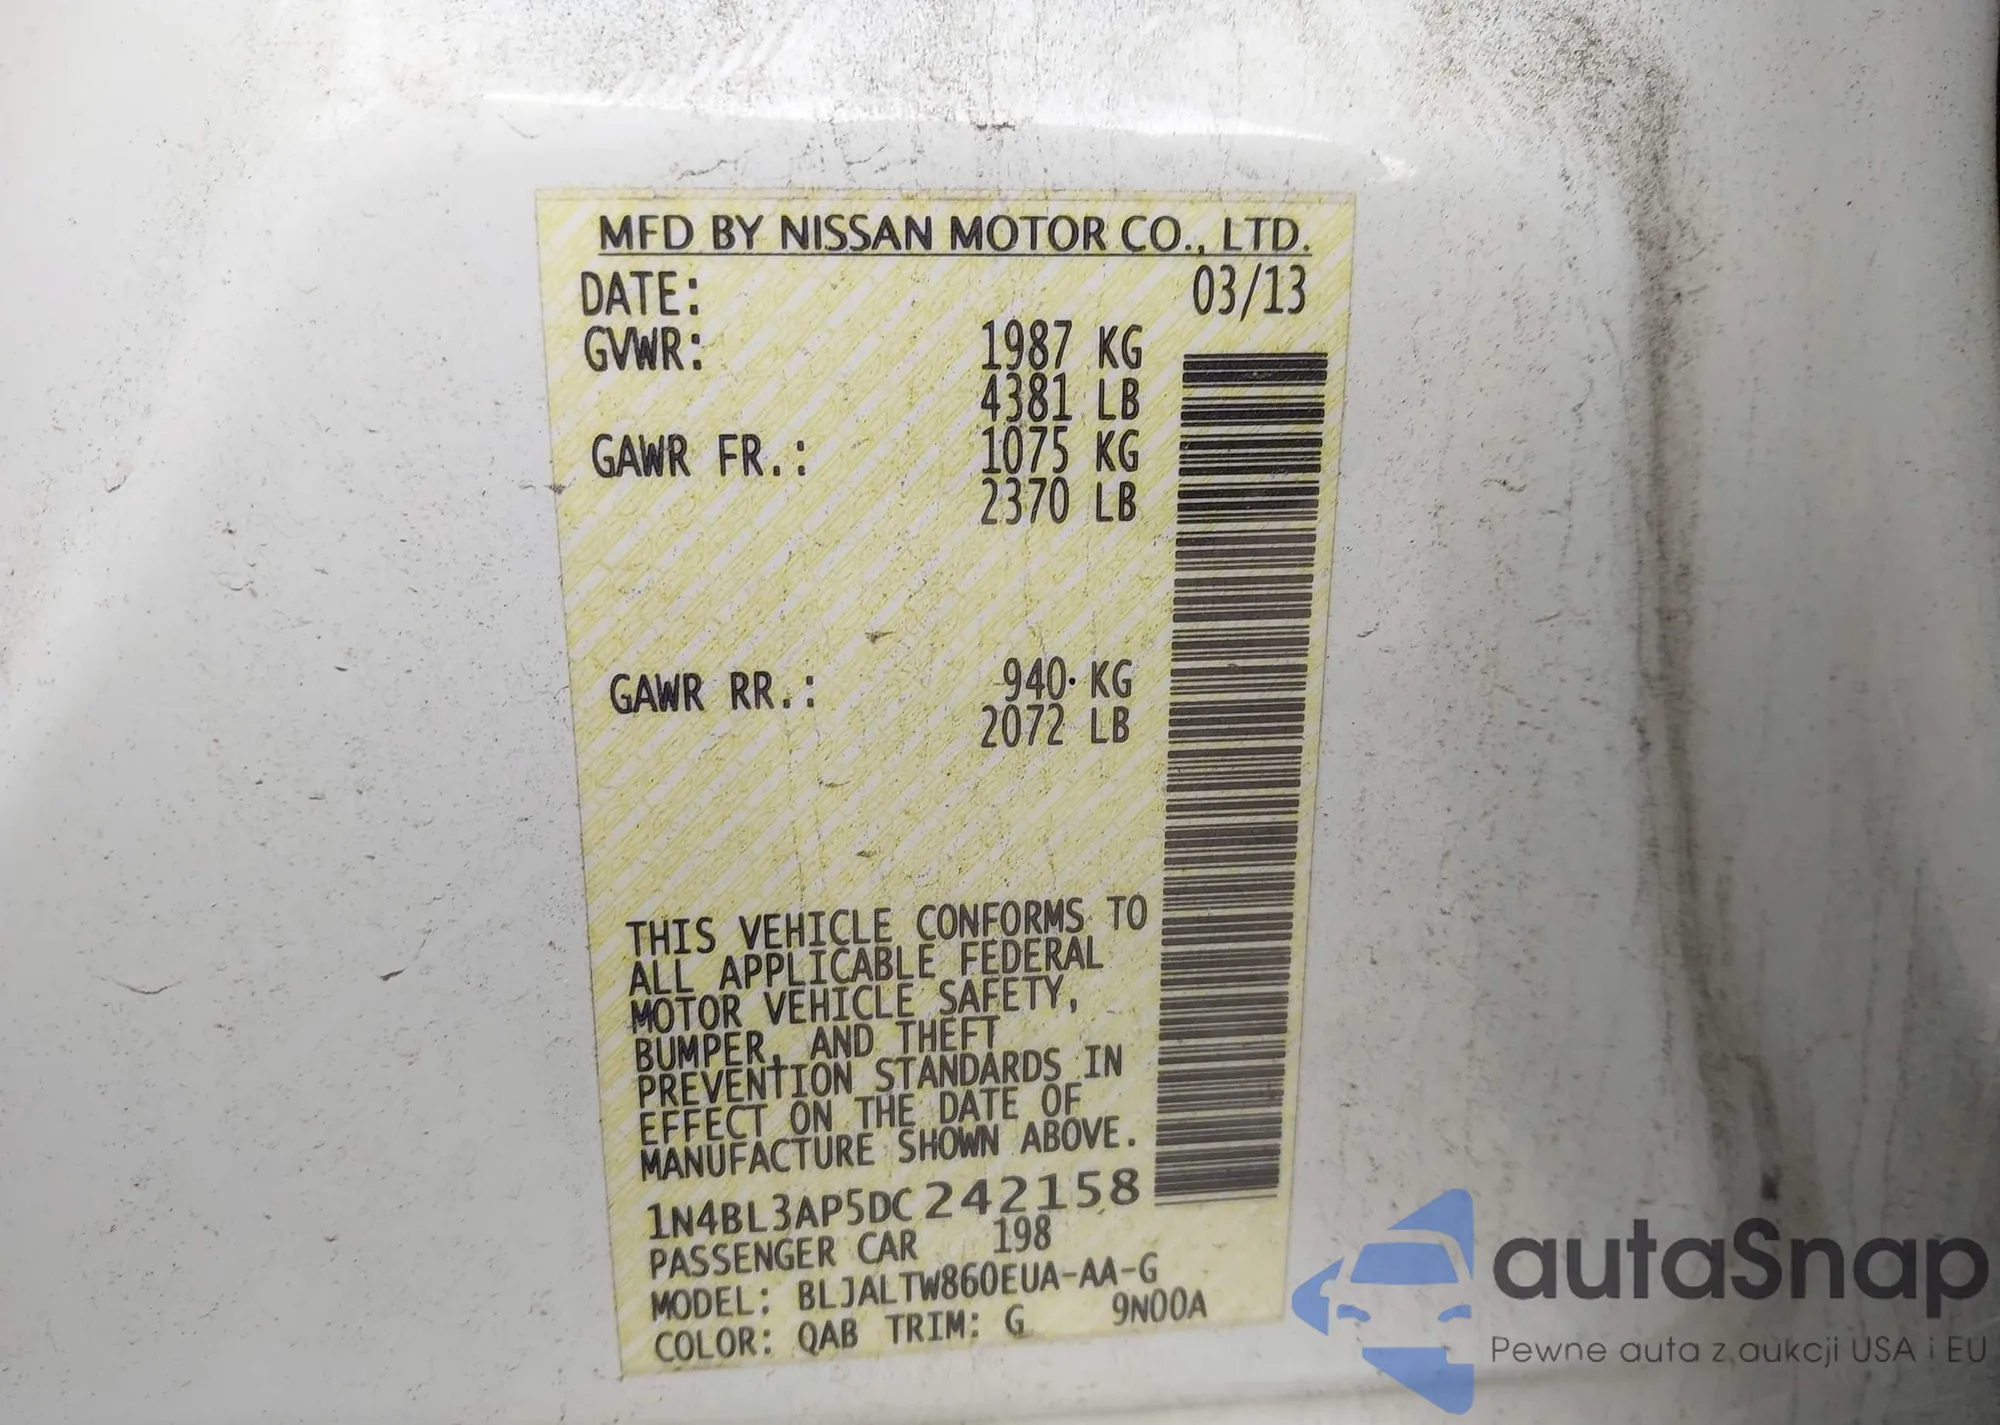 MFD BY NISSAN MOTOR CO., LTD.
DATE: 03/13
GVWR: 1987 KG
4381 LB
GAWR FR.: 1075 KG
2370 LB
GAWR RR.: 940 KG
2072 LB
THIS VEHICLE CONFORMS TO
ALL APPLICABLE FEDERAL
MOTOR VEHICLE SAFETY,
BUMPER, AND THEFT
PREVENTION STANDARDS IN
EFFECT ON THE DATE OF
MANUFACTURE SHOWN ABOVE.
1N4BL3AP5DC242158
PASSENGER CAR 198
MODEL: BLJALTW860EUA-AA-G
COLOR: QAB TRIM: G 9N00A
autaSnap
Pewne auta z aukcji USA i EU